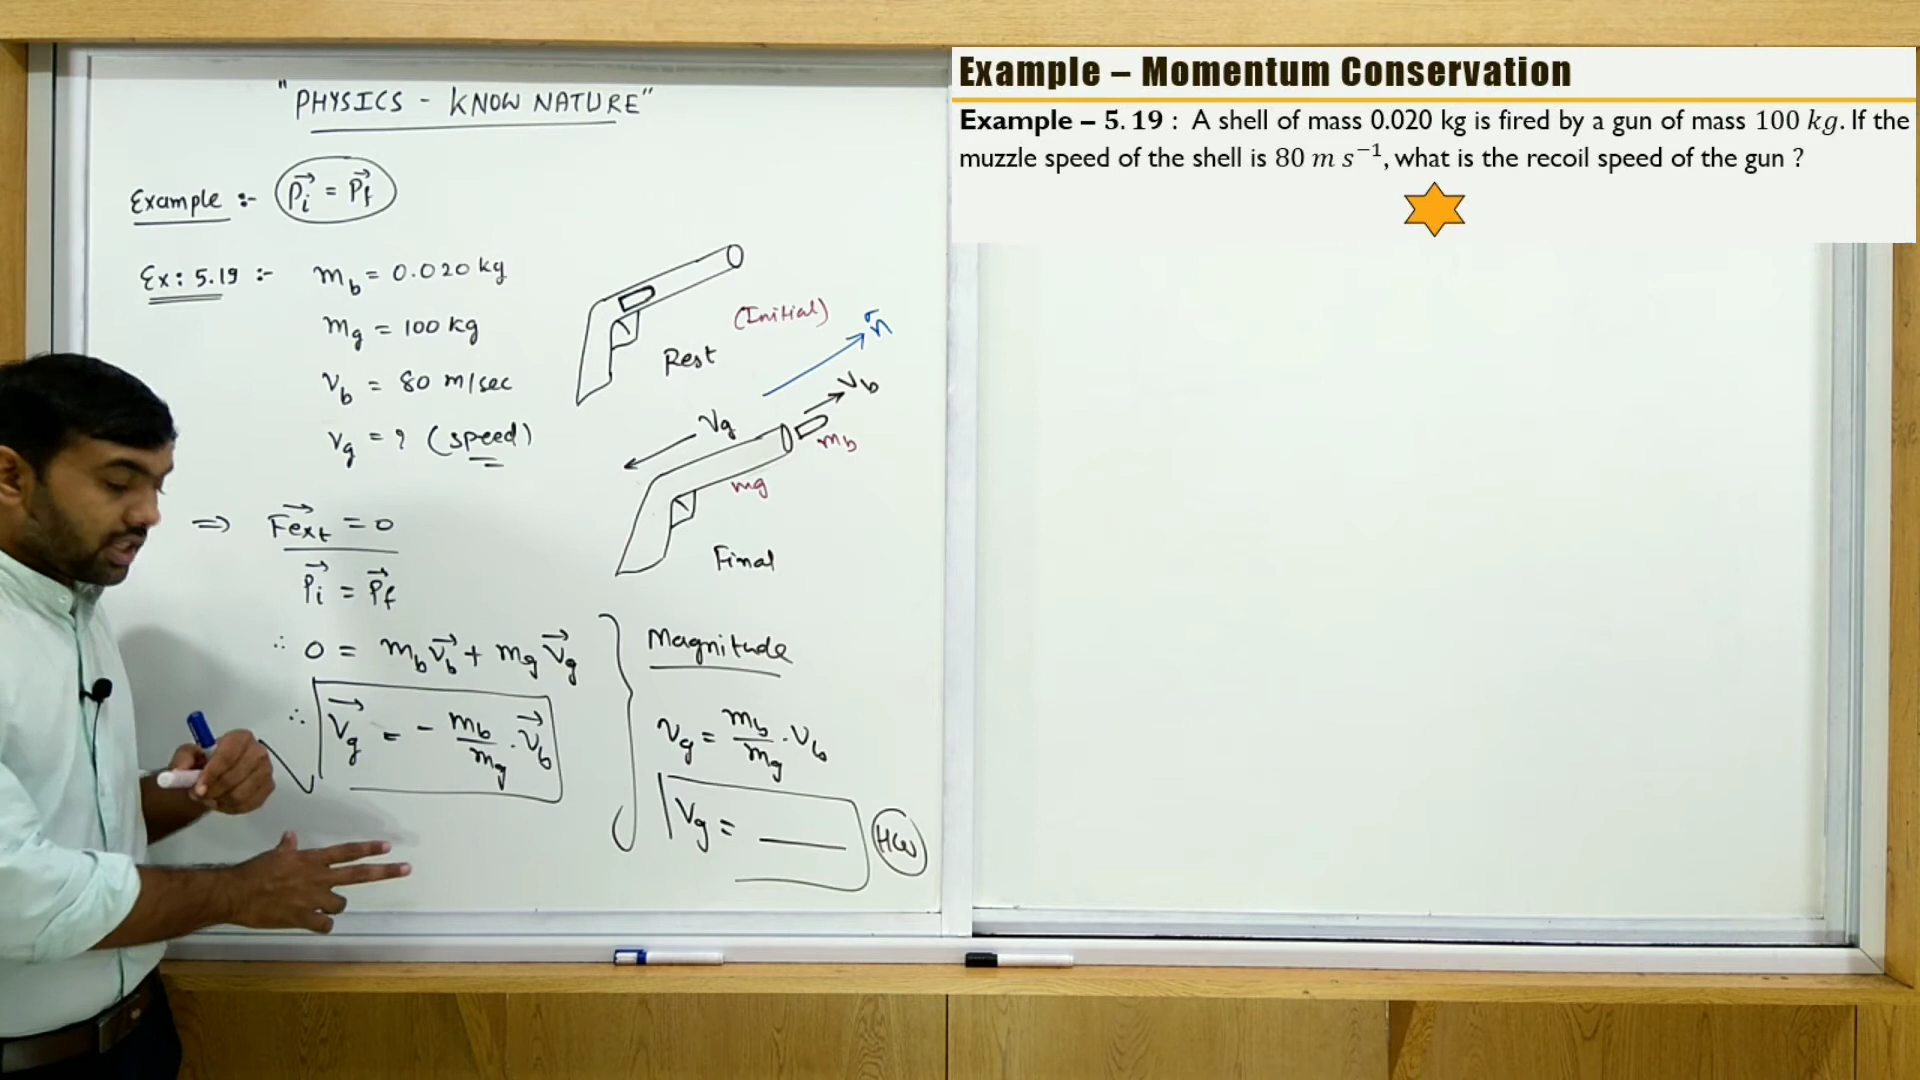 "PHYSICS - KNOW NATURE"
Example :- P⃗i = P⃗f
Ex: 5.19 :- mb = 0.020 kg
mg = 100 kg
vb = 80 m/sec
vg = ? (speed)
⇒ F⃗ext = 0
P⃗i = P⃗f
∴ 0 = mb v⃗b + mg v⃗g
∴ v⃗g = - mb/mg . v⃗b
(Initial)
Rest
n̂
vb
vg
mb
mg
Final
Magnitude
vg = mb/mg . vb
vg = ____
HW
Example – Momentum Conservation
Example – 5.19 : A shell of mass 0.020 kg is fired by a gun of mass 100 kg. If the
muzzle speed of the shell is 80 m s⁻¹, what is the recoil speed of the gun ?